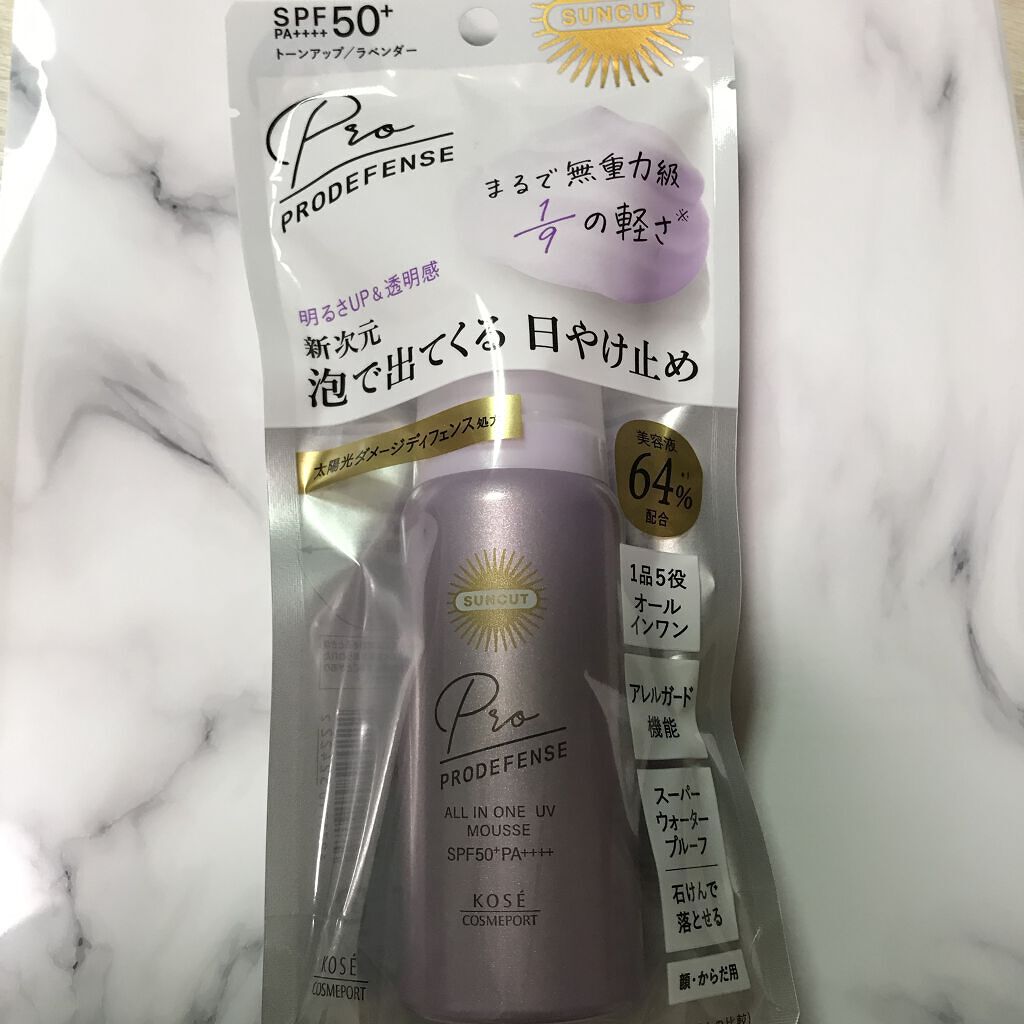 SPF50+
PA++++
トーンアップ/ラベンダー
SUNCUT
Pro
PRODEFENSE
まるで無重力級
1/9の軽さ※
明るさUP&透明感
新次元
泡で出てくる 日やけ止め
太陽光ダメージディフェンス処方
美容液
64%
配合
1品5役
オール
インワン
アレルガード
機能
スーパー
ウォーター
プルーフ
石けんで
落とせる
顔・からだ用
SUNCUT
Pro
PRODEFENSE
ALL IN ONE UV
MOUSSE
SPF50+PA++++
KOSÉ
COSMEPORT
KOSÉ
COSMEPORT
の比較)